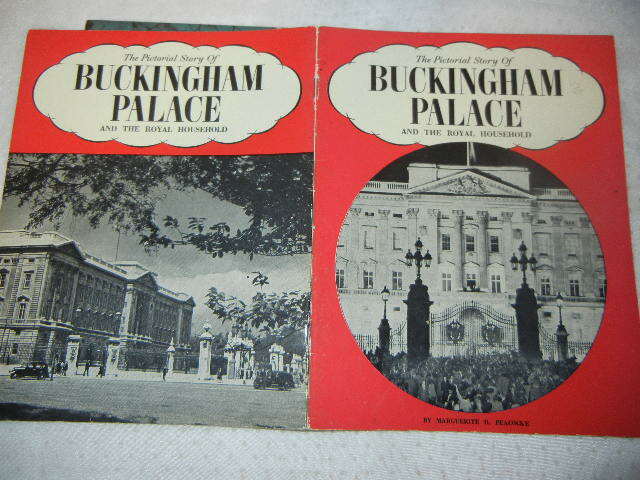 The Pictorial Story Of
BUCKINGHAM
PALACE
AND THE ROYAL HOUSEHOLD
The Pictorial Story Of
BUCKINGHAM
PALACE
AND THE ROYAL HOUSEHOLD
BY MARGUERITE D. PEACOCKE